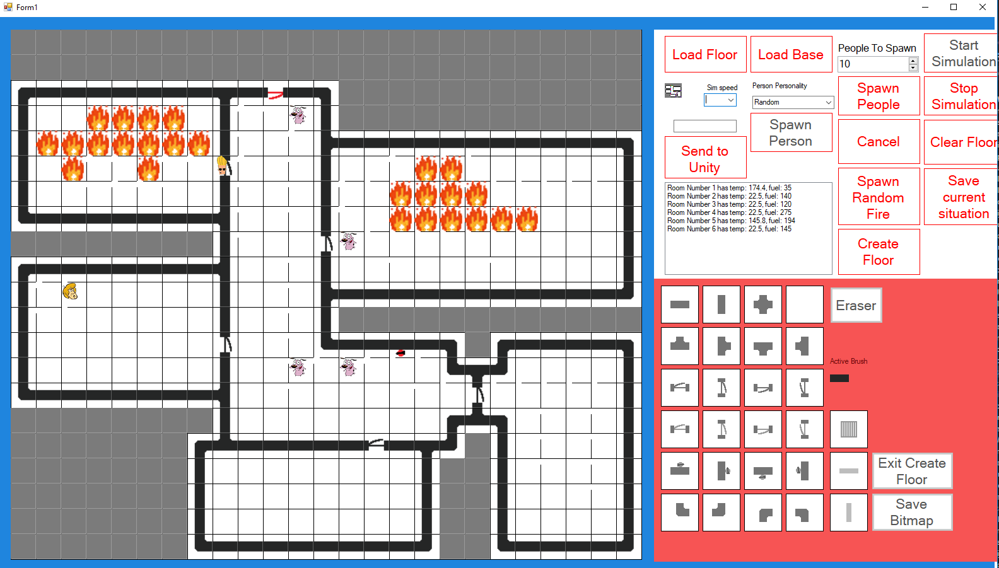 Form1
Load Floor
Load Base
People To Spawn
10
Start
Simulation
Sim speed
Person Personality
Random
Spawn
People
Stop
Simulation
Spawn
Person
Cancel
Clear Floor
Send to
Unity
Spawn
Random
Fire
Save
current
situation
Room Number 1 has temp: 174.4, fuel: 35
Room Number 2 has temp: 22.5, fuel: 140
Room Number 3 has temp: 22.5, fuel: 120
Room Number 4 has temp: 22.5, fuel: 275
Room Number 5 has temp: 145.8, fuel: 194
Room Number 6 has temp: 22.5, fuel: 145
Create
Floor
Eraser
Active Brush
Exit Create
Floor
Save
Bitmap